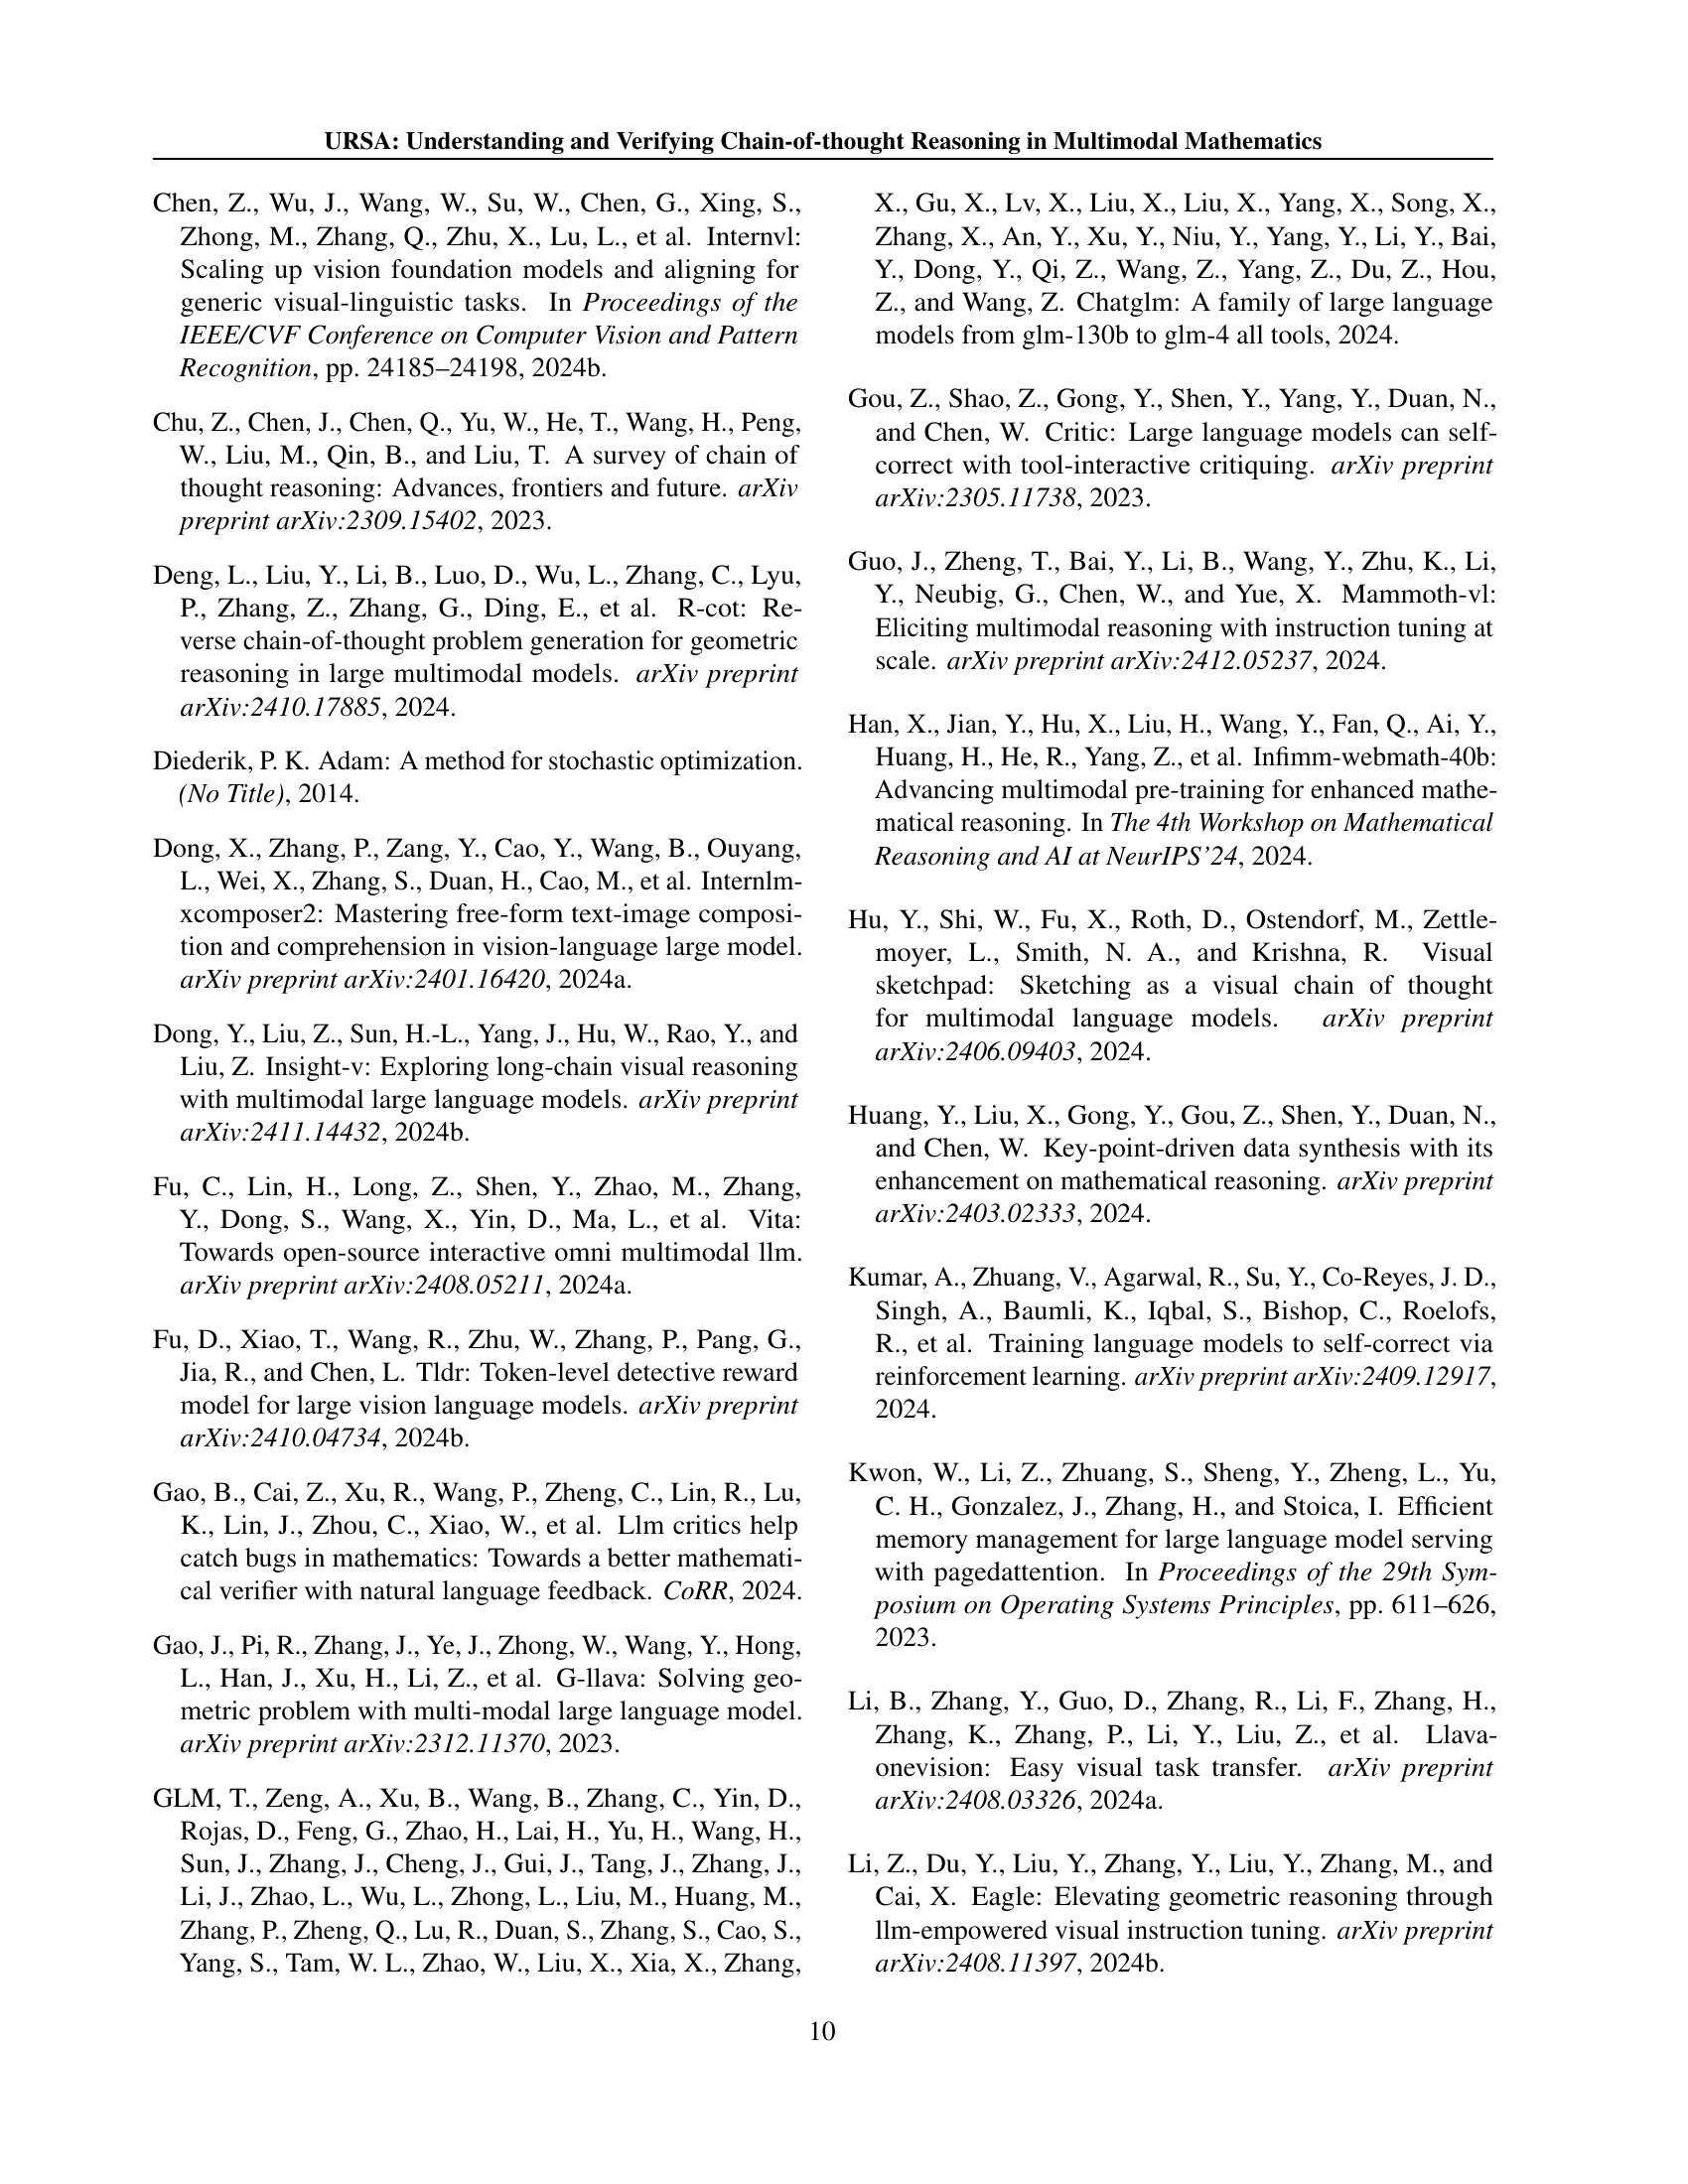 URSA: Understanding and Verifying Chain-of-thought Reasoning in Multimodal Mathematics
Chen, Z., Wu, J., Wang, W., Su, W., Chen, G., Xing, S.,
Zhong, M., Zhang, Q., Zhu, X., Lu, L., et al. Internvl:
Scaling up vision foundation models and aligning for
generic visual-linguistic tasks. In Proceedings of the
IEEE/CVF Conference on Computer Vision and Pattern
Recognition, pp. 24185–24198, 2024b.
Chu, Z., Chen, J., Chen, Q., Yu, W., He, T., Wang, H., Peng,
W., Liu, M., Qin, B., and Liu, T. A survey of chain of
thought reasoning: Advances, frontiers and future. arXiv
preprint arXiv:2309.15402, 2023.
Deng, L., Liu, Y., Li, B., Luo, D., Wu, L., Zhang, C., Lyu,
P., Zhang, Z., Zhang, G., Ding, E., et al. R-cot: Re-
verse chain-of-thought problem generation for geometric
reasoning in large multimodal models. arXiv preprint
arXiv:2410.17885, 2024.
Diederik, P. K. Adam: A method for stochastic optimization.
(No Title), 2014.
Dong, X., Zhang, P., Zang, Y., Cao, Y., Wang, B., Ouyang,
L., Wei, X., Zhang, S., Duan, H., Cao, M., et al. Internlm-
xcomposer2: Mastering free-form text-image composi-
tion and comprehension in vision-language large model.
arXiv preprint arXiv:2401.16420, 2024a.
Dong, Y., Liu, Z., Sun, H.-L., Yang, J., Hu, W., Rao, Y., and
Liu, Z. Insight-v: Exploring long-chain visual reasoning
with multimodal large language models. arXiv preprint
arXiv:2411.14432, 2024b.
Fu, C., Lin, H., Long, Z., Shen, Y., Zhao, M., Zhang,
Y., Dong, S., Wang, X., Yin, D., Ma, L., et al. Vita:
Towards open-source interactive omni multimodal llm.
arXiv preprint arXiv:2408.05211, 2024a.
Fu, D., Xiao, T., Wang, R., Zhu, W., Zhang, P., Pang, G.,
Jia, R., and Chen, L. Tldr: Token-level detective reward
model for large vision language models. arXiv preprint
arXiv:2410.04734, 2024b.
Gao, B., Cai, Z., Xu, R., Wang, P., Zheng, C., Lin, R., Lu,
K., Lin, J., Zhou, C., Xiao, W., et al. Llm critics help
catch bugs in mathematics: Towards a better mathemati-
cal verifier with natural language feedback. CoRR, 2024.
Gao, J., Pi, R., Zhang, J., Ye, J., Zhong, W., Wang, Y., Hong,
L., Han, J., Xu, H., Li, Z., et al. G-llava: Solving geo-
metric problem with multi-modal large language model.
arXiv preprint arXiv:2312.11370, 2023.
GLM, T., Zeng, A., Xu, B., Wang, B., Zhang, C., Yin, D.,
Rojas, D., Feng, G., Zhao, H., Lai, H., Yu, H., Wang, H.,
Sun, J., Zhang, J., Cheng, J., Gui, J., Tang, J., Zhang, J.,
Li, J., Zhao, L., Wu, L., Zhong, L., Liu, M., Huang, M.,
Zhang, P., Zheng, Q., Lu, R., Duan, S., Zhang, S., Cao, S.,
Yang, S., Tam, W. L., Zhao, W., Liu, X., Xia, X., Zhang,
X., Gu, X., Lv, X., Liu, X., Liu, X., Yang, X., Song, X.,
Zhang, X., An, Y., Xu, Y., Niu, Y., Yang, Y., Li, Y., Bai,
Y., Dong, Y., Qi, Z., Wang, Z., Yang, Z., Du, Z., Hou,
Z., and Wang, Z. Chatglm: A family of large language
models from glm-130b to glm-4 all tools, 2024.
Gou, Z., Shao, Z., Gong, Y., Shen, Y., Yang, Y., Duan, N.,
and Chen, W. Critic: Large language models can self-
correct with tool-interactive critiquing. arXiv preprint
arXiv:2305.11738, 2023.
Guo, J., Zheng, T., Bai, Y., Li, B., Wang, Y., Zhu, K., Li,
Y., Neubig, G., Chen, W., and Yue, X. Mammoth-vl:
Eliciting multimodal reasoning with instruction tuning at
scale. arXiv preprint arXiv:2412.05237, 2024.
Han, X., Jian, Y., Hu, X., Liu, H., Wang, Y., Fan, Q., Ai, Y.,
Huang, H., He, R., Yang, Z., et al. Infimm-webmath-40b:
Advancing multimodal pre-training for enhanced mathe-
matical reasoning. In The 4th Workshop on Mathematical
Reasoning and AI at NeurIPS'24, 2024.
Hu, Y., Shi, W., Fu, X., Roth, D., Ostendorf, M., Zettle-
moyer, L., Smith, N. A., and Krishna, R. Visual
sketchpad: Sketching as a visual chain of thought
for multimodal language models. arXiv preprint
arXiv:2406.09403, 2024.
Huang, Y., Liu, X., Gong, Y., Gou, Z., Shen, Y., Duan, N.,
and Chen, W. Key-point-driven data synthesis with its
enhancement on mathematical reasoning. arXiv preprint
arXiv:2403.02333, 2024.
Kumar, A., Zhuang, V., Agarwal, R., Su, Y., Co-Reyes, J. D.,
Singh, A., Baumli, K., Iqbal, S., Bishop, C., Roelofs,
R., et al. Training language models to self-correct via
reinforcement learning. arXiv preprint arXiv:2409.12917,
2024.
Kwon, W., Li, Z., Zhuang, S., Sheng, Y., Zheng, L., Yu,
C. H., Gonzalez, J., Zhang, H., and Stoica, I. Efficient
memory management for large language model serving
with pagedattention. In Proceedings of the 29th Sym-
posium on Operating Systems Principles, pp. 611–626,
2023.
Li, B., Zhang, Y., Guo, D., Zhang, R., Li, F., Zhang, H.,
Zhang, K., Zhang, P., Li, Y., Liu, Z., et al. Llava-
onevision: Easy visual task transfer. arXiv preprint
arXiv:2408.03326, 2024a.
Li, Z., Du, Y., Liu, Y., Zhang, Y., Liu, Y., Zhang, M., and
Cai, X. Eagle: Elevating geometric reasoning through
llm-empowered visual instruction tuning. arXiv preprint
arXiv:2408.11397, 2024b.
10